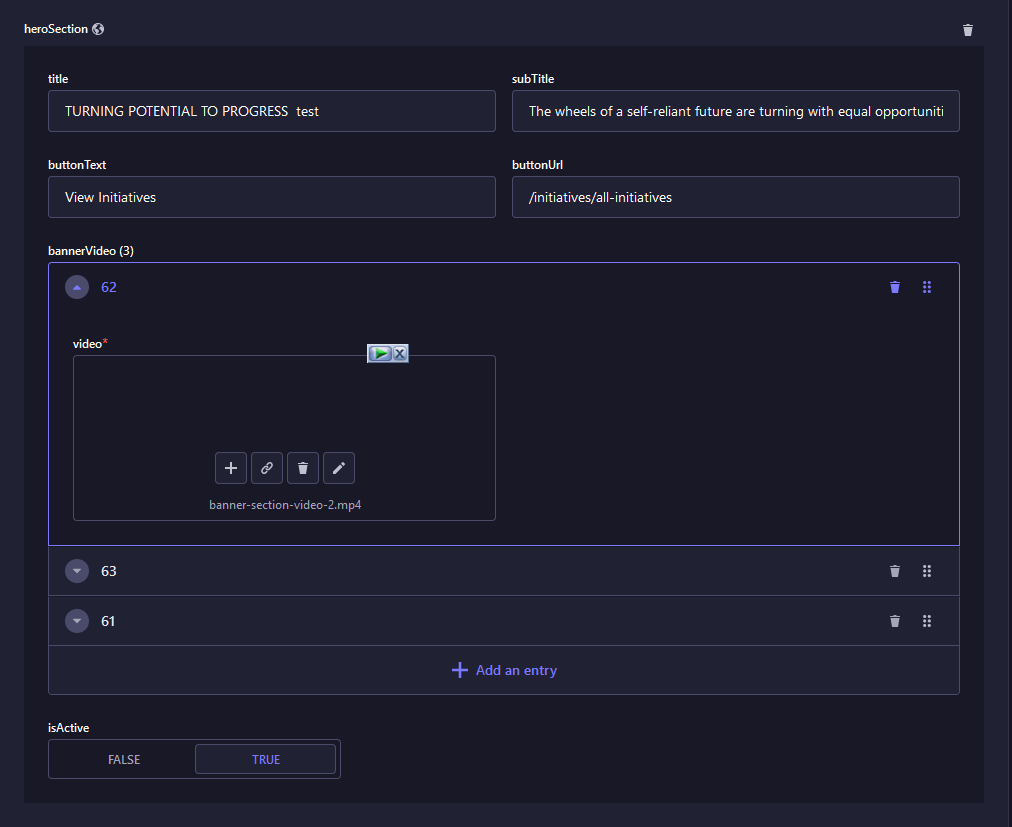 heroSection
title
subTitle
TURNING POTENTIAL TO PROGRESS  test
The wheels of a self-reliant future are turning with equal opportuniti
buttonText
buttonUrl
View Initiatives
/initiatives/all-initiatives
bannerVideo (3)
62
video*
banner-section-video-2.mp4
63
61
Add an entry
isActive
FALSE
TRUE